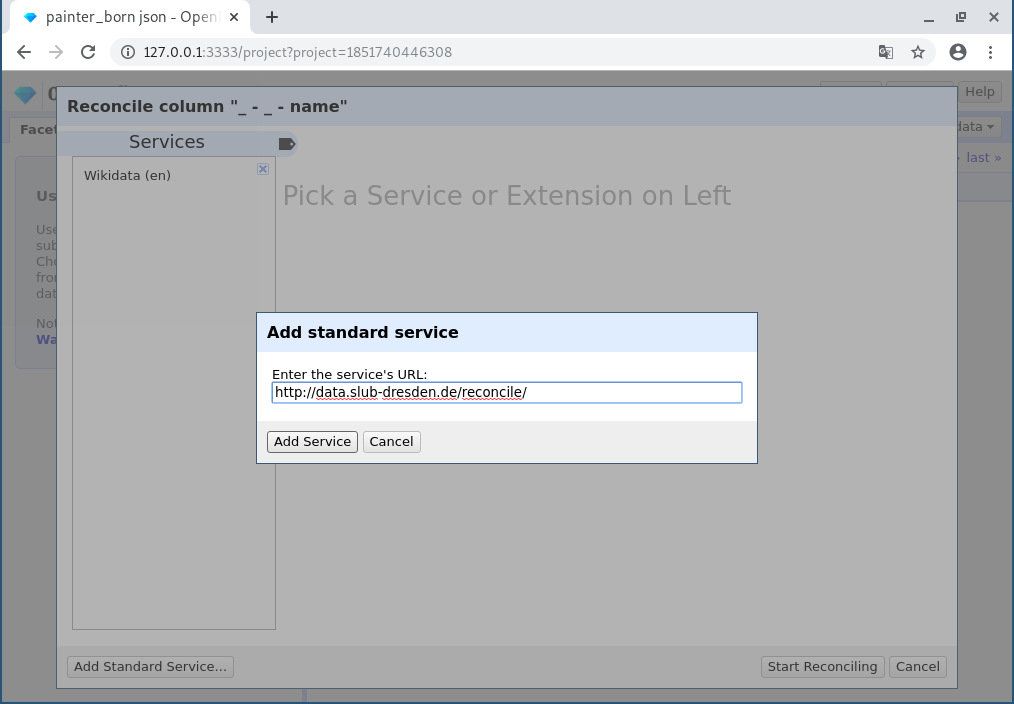 painter_born json - Open
127.0.0.1:3333/project?project=1851740446308
Help
Reconcile column "_ - _ - name"
Facet
data
Services
last »
Wikidata (en)
Pick a Service or Extension on Left
Us
Use
sub
Cho
from
dat
Not
Wa
Add standard service
Enter the service's URL:
http://data.slub-dresden.de/reconcile/
Add Service
Cancel
Add Standard Service...
Start Reconciling
Cancel